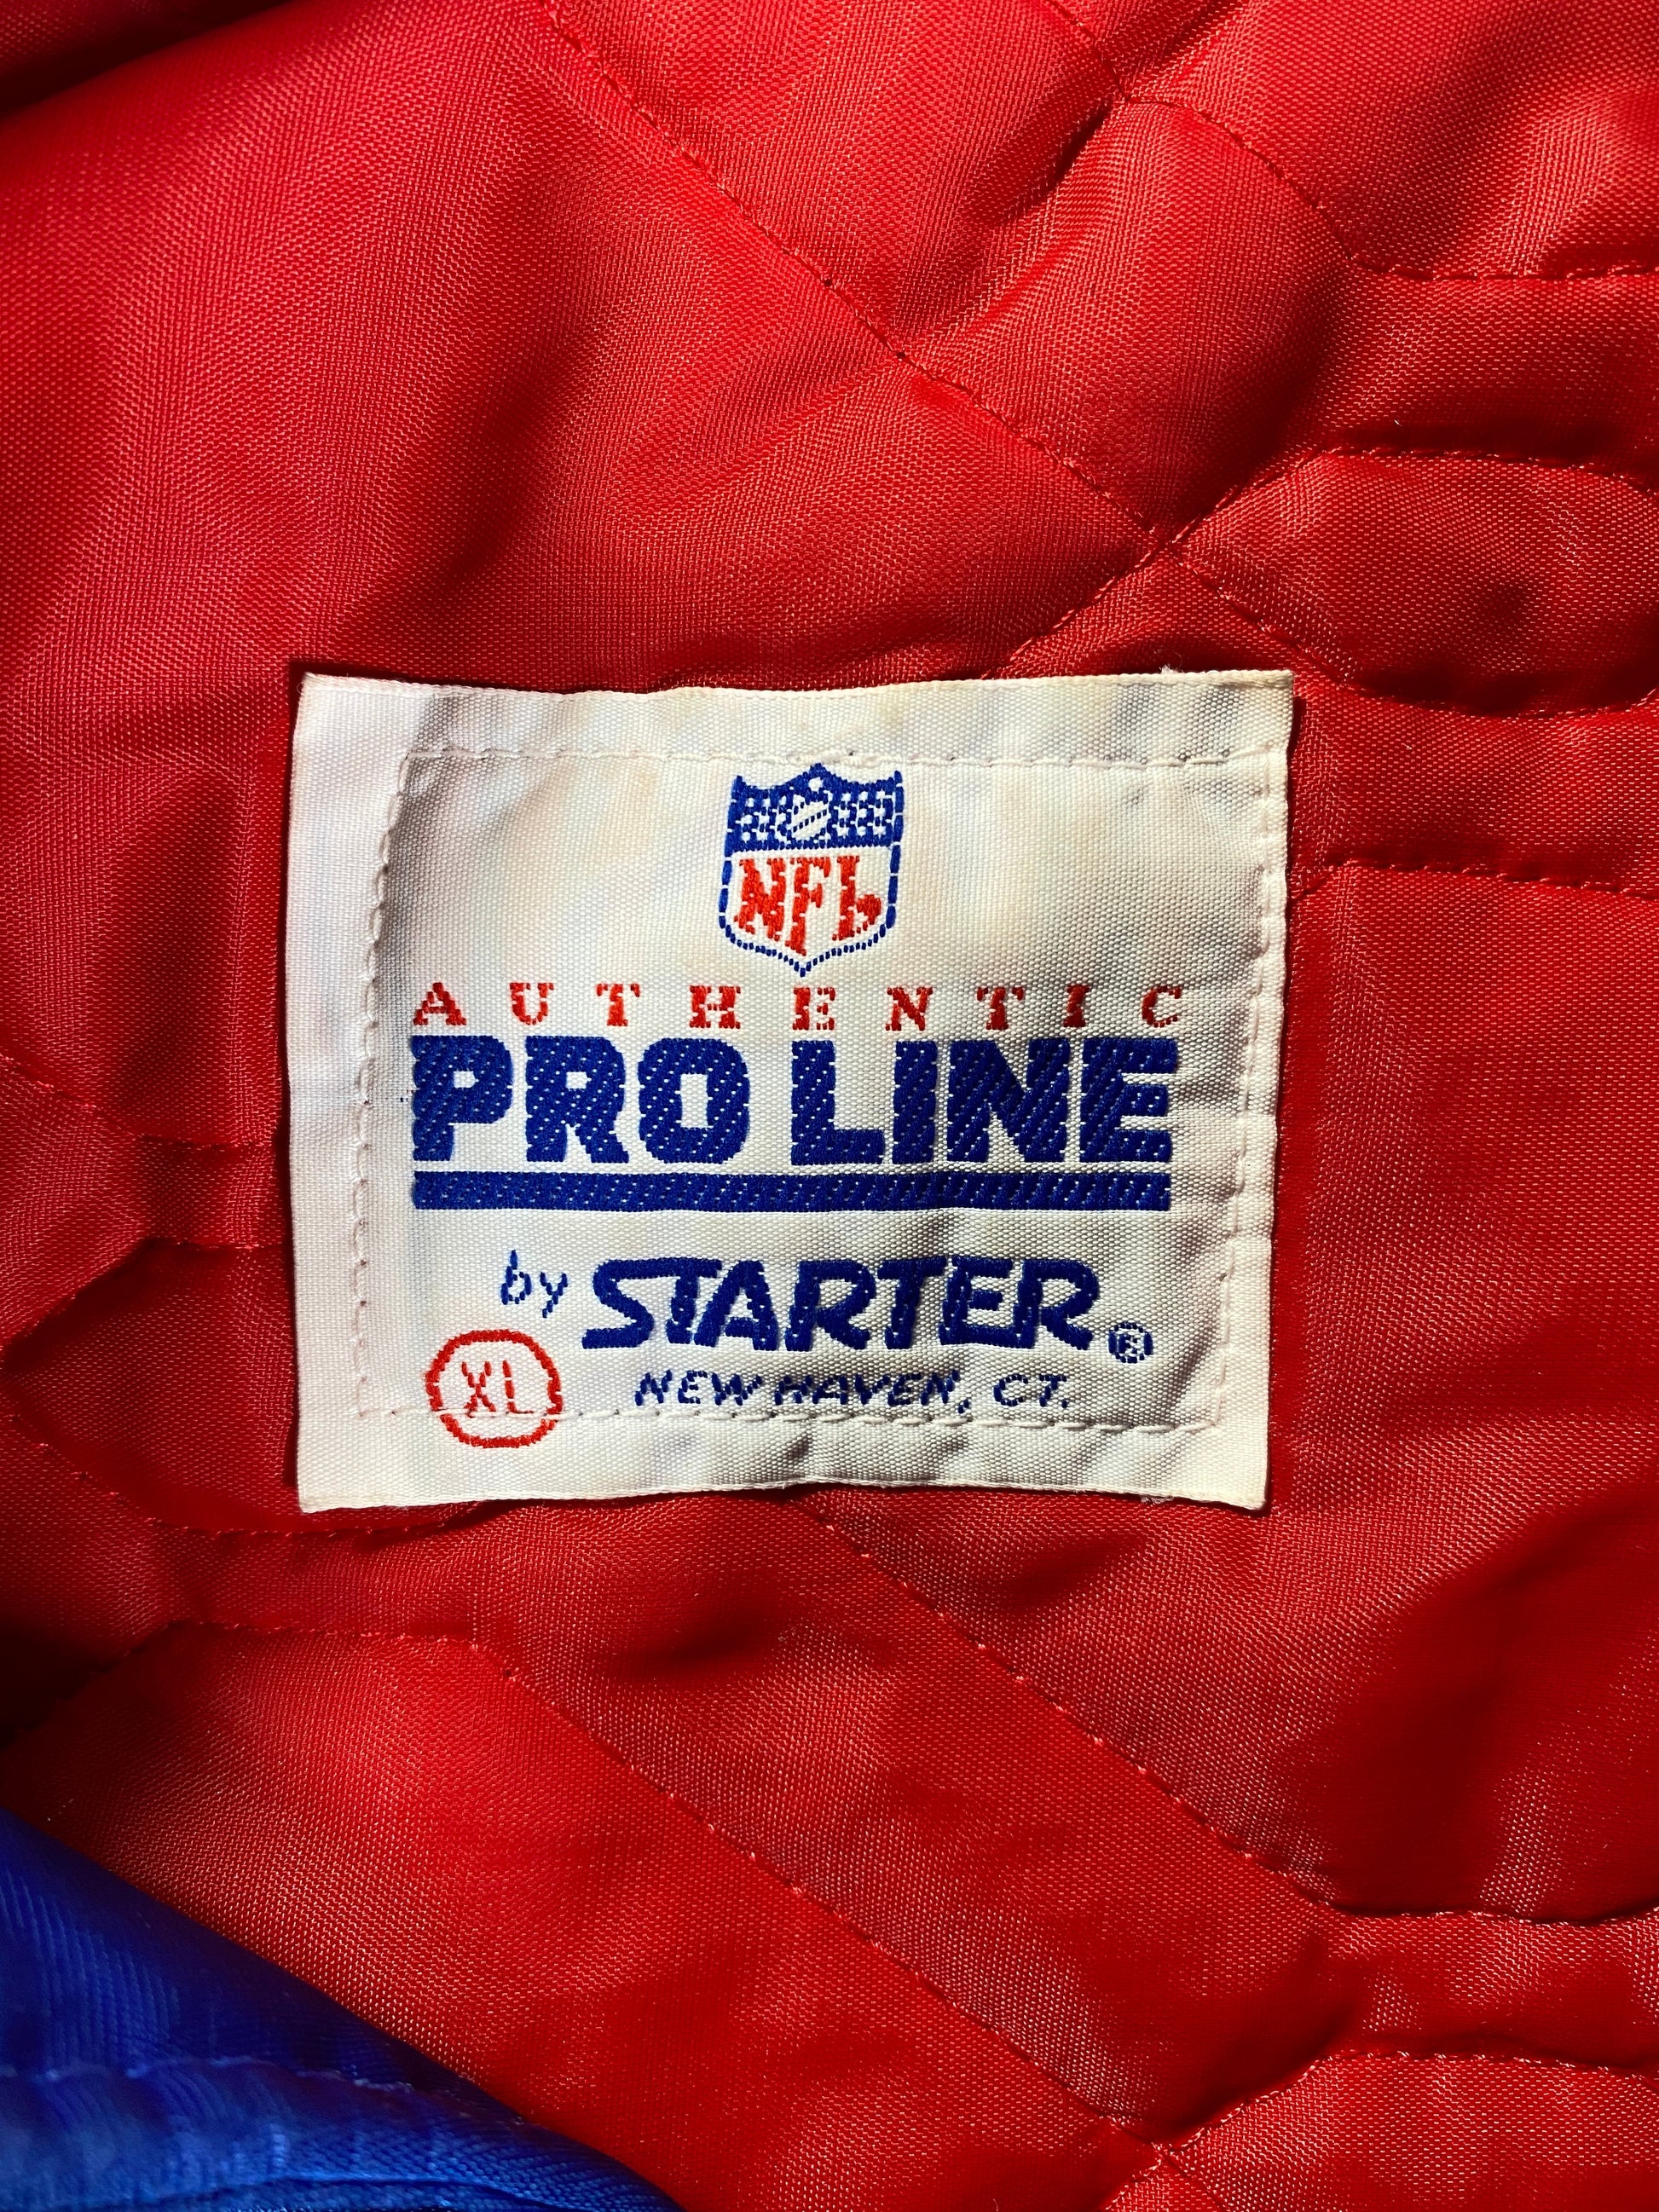 NFL
AUTHENTIC
PRO LINE
by STARTER®
XL
NEW HAVEN, CT.